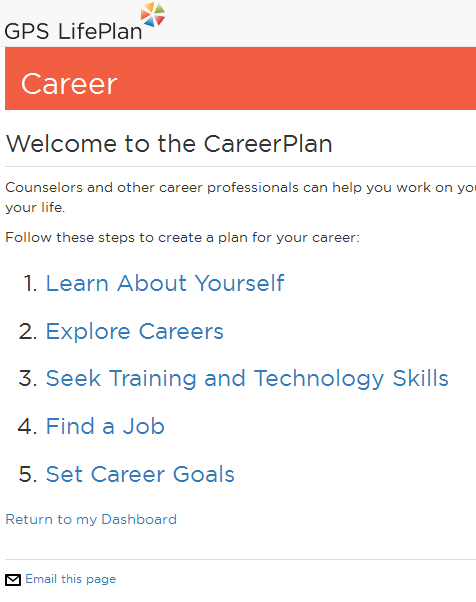 GPS LifePlan
Career
Welcome to the CareerPlan
Counselors and other career professionals can help you work on
your life.
Follow these steps to create a plan for your career:
1. Learn About Yourself
2. Explore Careers
3. Seek Training and Technology Skills
4. Find a Job
5. Set Career Goals
Return to my Dashboard
Email this page